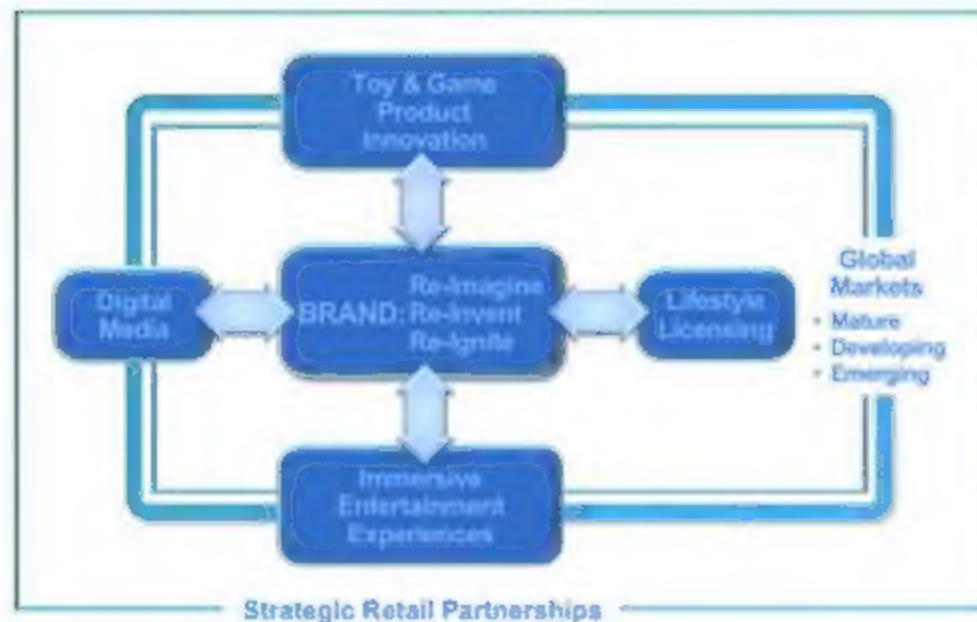 Toy & Game
Product
Innovation
Digital
Media
BRAND: Re-Imagine
Re-Invent
Re-Ignite
Lifestyle
Licensing
Global
Markets
• Mature
• Developing
• Emerging
Immersive
Entertainment
Experiences
Strategic Retail Partnerships